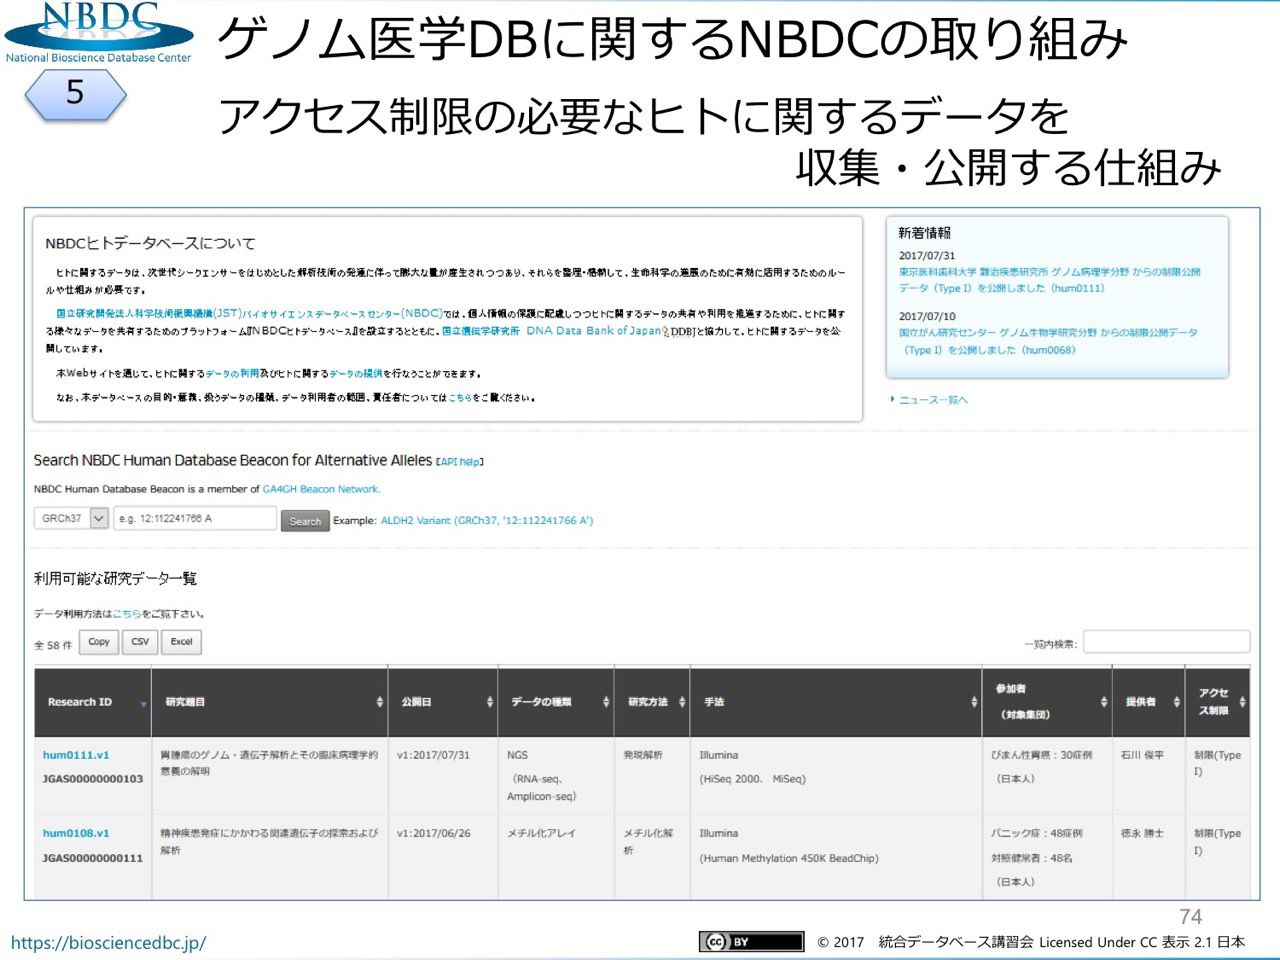 NBDC
National Bioscience Database Center
ゲノム医学DBに関するNBDCの取り組み
5
アクセス制限の必要なヒトに関するデータを
収集・公開する仕組み
NBDCヒトデータベースについて
ヒトに関するデータは、次世代シークエンサーをはじめとした解析技術の発達に伴って膨大な量が産生されつつあり、それらを整理・格納して、生命科学の進展のために有効に活用するためのルー
ルや仕組みが必要です。
国立研究開発法人科学技術振興機構(JST)バイオサイエンスデータベースセンター(NBDC)では、個人情報の保護に配慮しつつヒトに関するデータの共有や利用を推進するために、ヒトに関す
る様々なデータを共有するためのプラットフォーム『NBDCヒトデータベース』を設立するとともに、国立遺伝学研究所 DNA Data Bank of Japan(DDBJ)と協力して、ヒトに関するデータを公
開しています。
本Webサイトを通じて、ヒトに関するデータの利用及びヒトに関するデータの提供を行なうことができます。
なお、本データベースの目的・意義、扱うデータの種類、データ利用者の範囲、責任者についてはこちらをご覧ください。
新着情報
2017/07/31
東京医科歯科大学 難治疾患研究所 ゲノム病理学分野 からの制限公開
データ（Type I）を公開しました（hum0111）
2017/07/10
国立がん研究センター ゲノム生物学研究分野 からの制限公開データ
（Type I）を公開しました（hum0068）
ニュース一覧へ
Search NBDC Human Database Beacon for Alternative Alleles [API help]
NBDC Human Database Beacon is a member of GA4GH Beacon Network.
GRCh37 e.g. 12:112241766 A Search Example: ALDH2 Variant (GRCh37, '12:112241766 A')
利用可能な研究データ一覧
データ利用方法はこちらをご覧下さい。
全 58 件 Copy CSV Excel 一覧内検索:
Research ID 研究題目 公開日 データの種類 研究方法 手法 参加者（対象集団） 提供者 アクセス制限
hum0111.v1 胃腫瘍のゲノム・遺伝子解析とその臨床病理学的 v1:2017/07/31 NGS 発現解析 Illumina びまん性胃癌：30症例 石川 俊平 制限(Type
JGAS00000000103 意義の解明 （RNA-seq、 (HiSeq 2000、 MiSeq) （日本人） I)
Amplicon-seq)
hum0108.v1 精神疾患発症にかかわる関連遺伝子の探索および v1:2017/06/26 メチル化アレイ メチル化解 Illumina パニック症：48症例 徳永 勝士 制限(Type
JGAS00000000111 解析 析 (Human Methylation 450K BeadChip) 対照健常者：48名 I)
（日本人）
74
https://biosciencedbc.jp/
cc BY © 2017 統合データベース講習会 Licensed Under CC 表示 2.1 日本